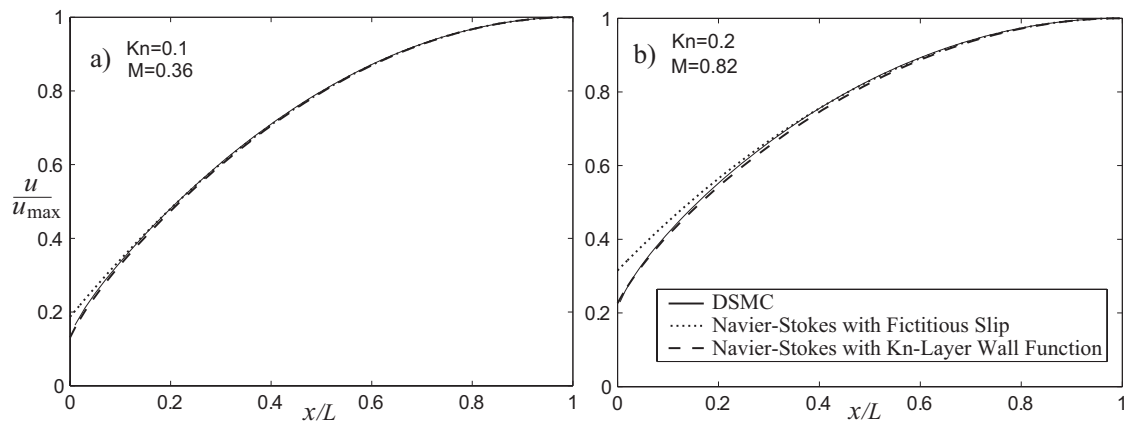 a) Kn=0.1
M=0.36
1
0.8
0.6
0.4
0.2
0
u
u_max
0 0.2 0.4 0.6 0.8 1
x/L
b) Kn=0.2
M=0.82
1
0.8
0.6
0.4
0.2
0
DSMC
Navier-Stokes with Fictitious Slip
Navier-Stokes with Kn-Layer Wall Function
0 0.2 0.4 0.6 0.8 1
x/L